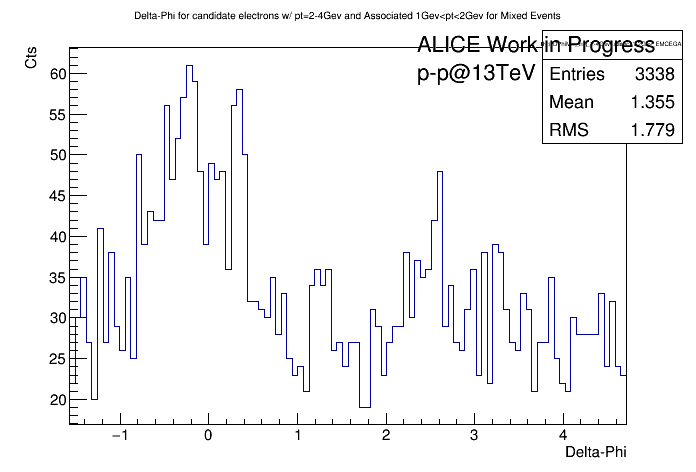 Delta-Phi for candidate electrons w/ pt=2-4Gev and Associated 1Gev<pt<2Gev for Mixed Events
Cts
ALICE Work in Progress
p-p@13TeV
EMCEGA
Entries 3338
Mean 1.355
RMS 1.779
60
55
50
45
40
35
30
25
20
−1 0 1 2 3 4
Delta-Phi